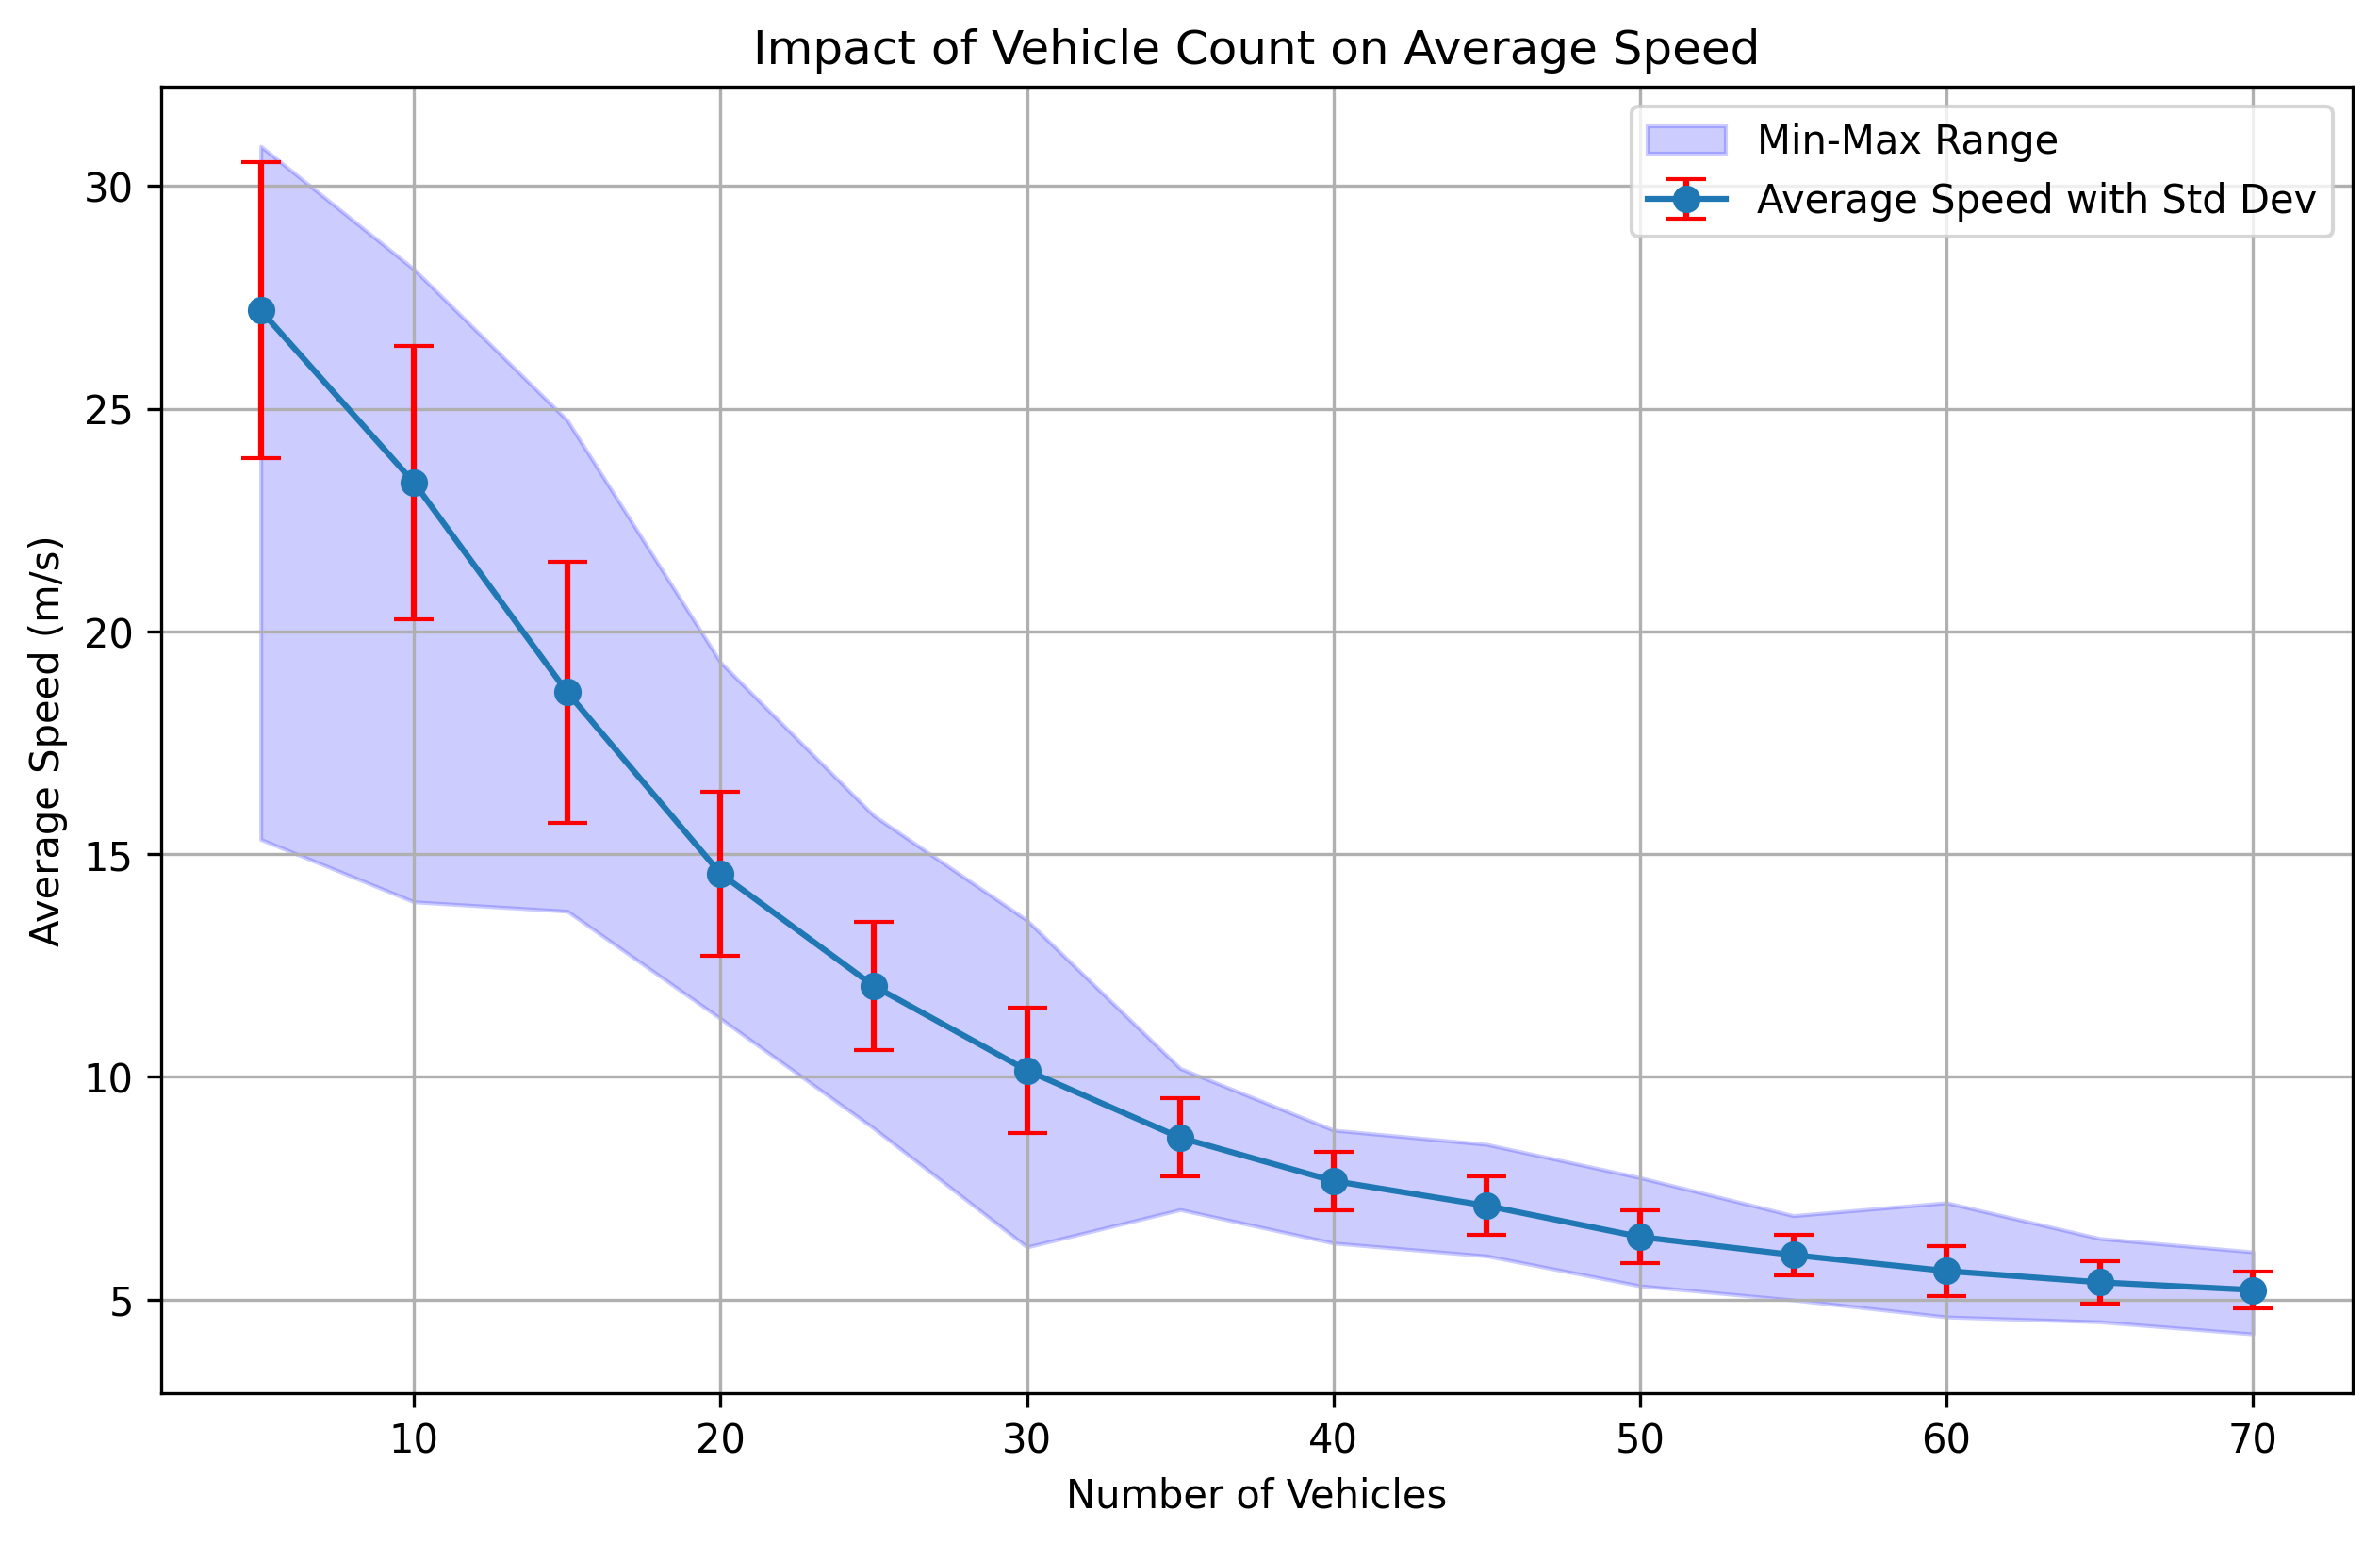 Impact of Vehicle Count on Average Speed
Min-Max Range
Average Speed with Std Dev
Average Speed (m/s)
30
25
20
15
10
5
10 20 30 40 50 60 70
Number of Vehicles